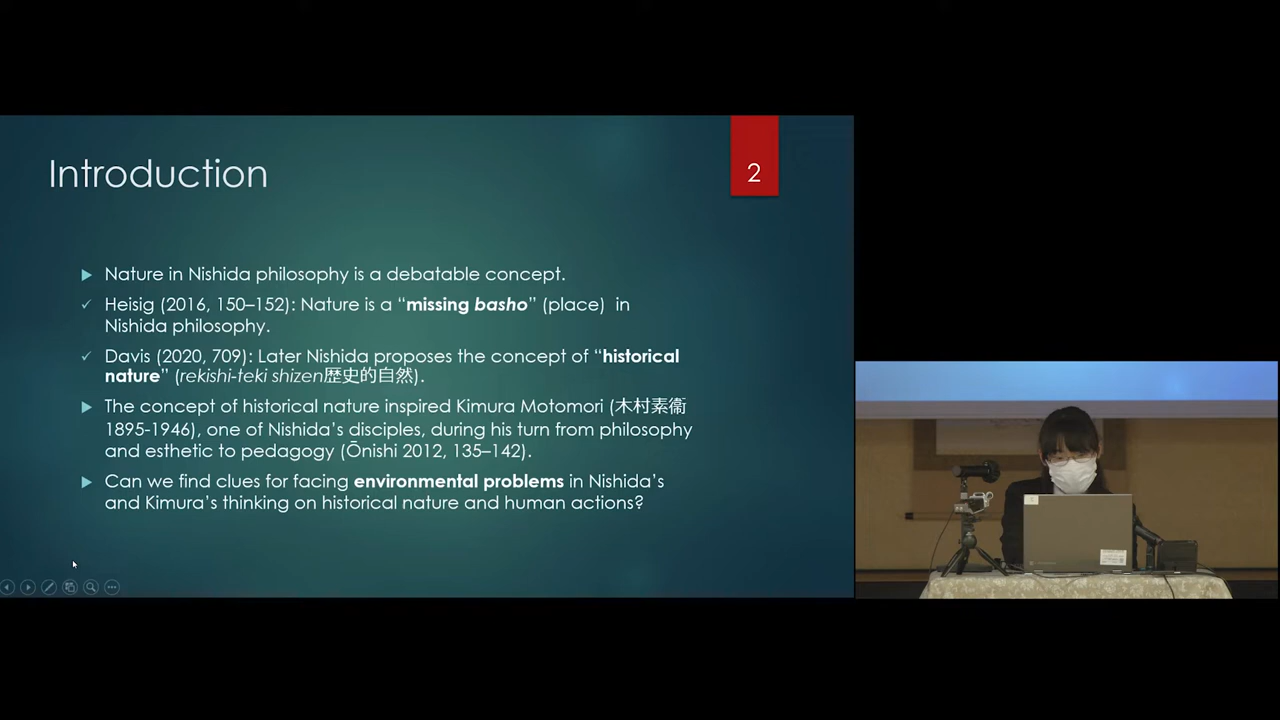 Introduction
2
Nature in Nishida philosophy is a debatable concept.
Heisig (2016, 150–152): Nature is a “missing basho” (place) in
Nishida philosophy.
Davis (2020, 709): Later Nishida proposes the concept of “historical
nature” (rekishi-teki shizen歴史的自然).
The concept of historical nature inspired Kimura Motomori (木村素衞
1895-1946), one of Nishida’s disciples, during his turn from philosophy
and esthetic to pedagogy (Ōnishi 2012, 135–142).
Can we find clues for facing environmental problems in Nishida’s
and Kimura’s thinking on historical nature and human actions?